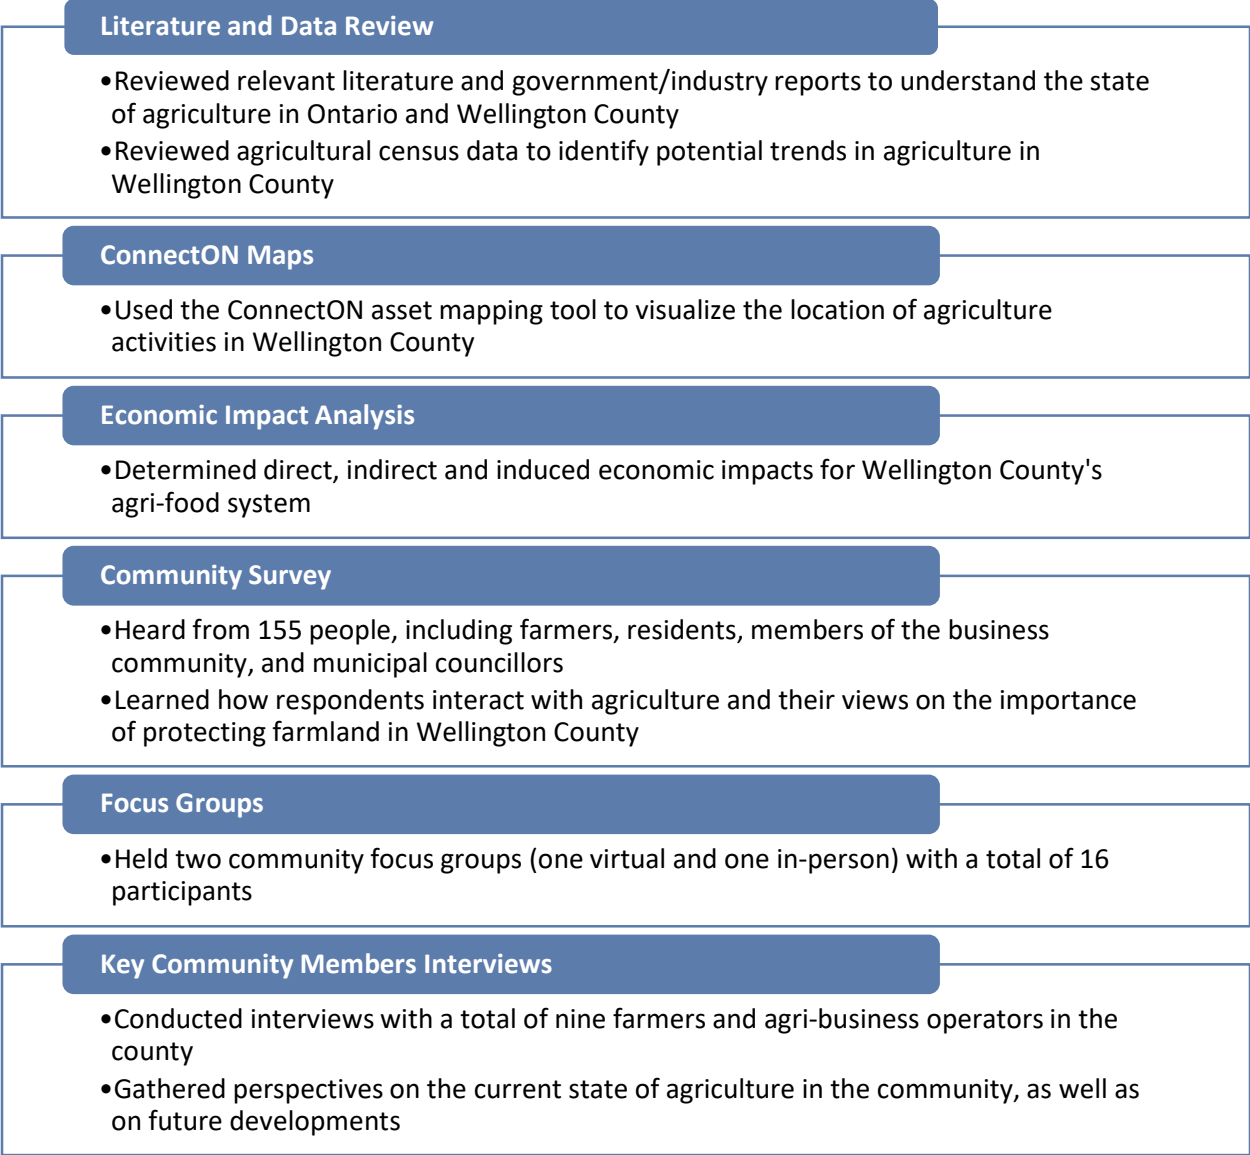 Literature and Data Review
•Reviewed relevant literature and government/industry reports to understand the state
of agriculture in Ontario and Wellington County
•Reviewed agricultural census data to identify potential trends in agriculture in
Wellington County
ConnectON Maps
•Used the ConnectON asset mapping tool to visualize the location of agriculture
activities in Wellington County
Economic Impact Analysis
•Determined direct, indirect and induced economic impacts for Wellington County's
agri-food system
Community Survey
•Heard from 155 people, including farmers, residents, members of the business
community, and municipal councillors
•Learned how respondents interact with agriculture and their views on the importance
of protecting farmland in Wellington County
Focus Groups
•Held two community focus groups (one virtual and one in-person) with a total of 16
participants
Key Community Members Interviews
•Conducted interviews with a total of nine farmers and agri-business operators in the
county
•Gathered perspectives on the current state of agriculture in the community, as well as
on future developments